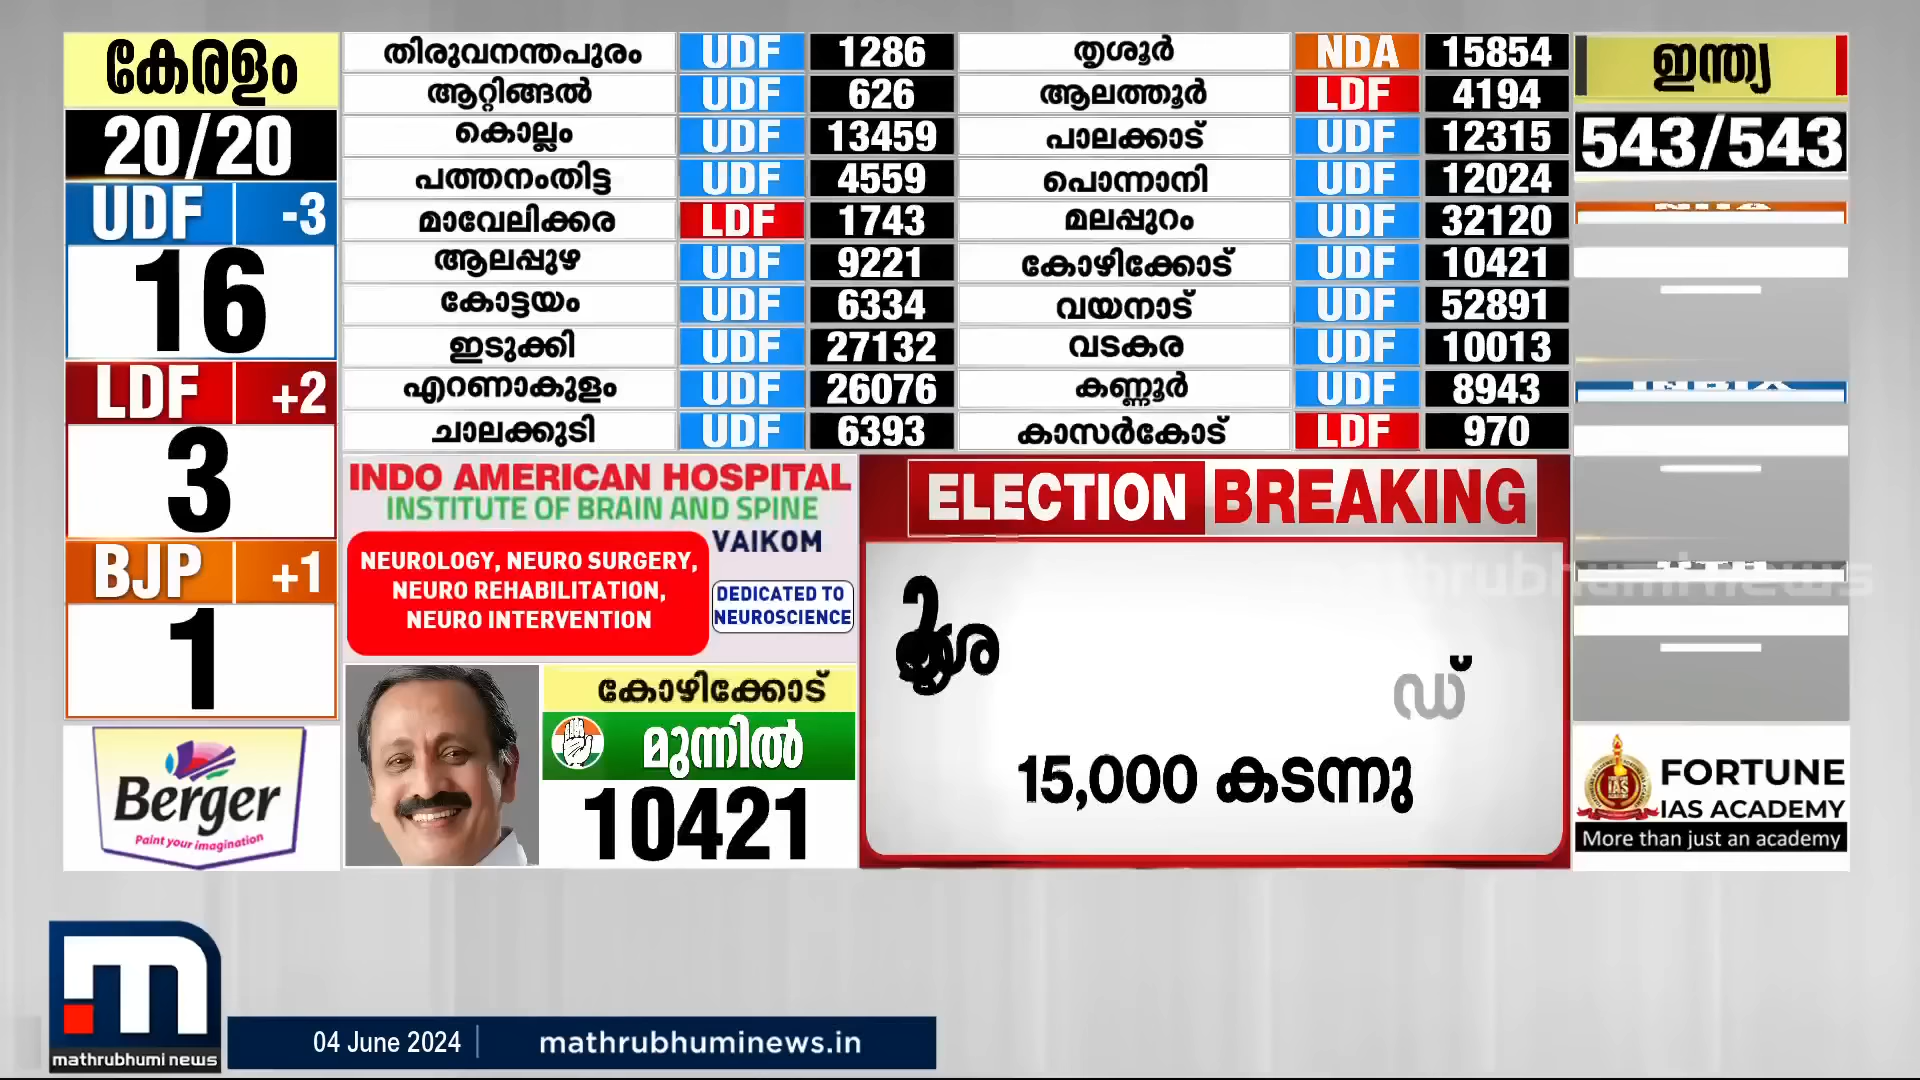 കേരളം
20/20
UDF -3
16
LDF +2
3
BJP +1
1
Berger
Paint your imagination
തിരുവനന്തപുരം UDF 1286
ആറ്റിങ്ങൽ UDF 626
കൊല്ലം UDF 13459
പത്തനംതിട്ട UDF 4559
മാവേലിക്കര LDF 1743
ആലപ്പുഴ UDF 9221
കോട്ടയം UDF 6334
ഇടുക്കി UDF 27132
എറണാകുളം UDF 26076
ചാലക്കുടി UDF 6393
തൃശൂർ NDA 15854
ആലത്തൂർ LDF 4194
പാലക്കാട് UDF 12315
പൊന്നാനി UDF 12024
മലപ്പുറം UDF 32120
കോഴിക്കോട് UDF 10421
വയനാട് UDF 52891
വടകര UDF 10013
കണ്ണൂർ UDF 8943
കാസർകോട് LDF 970
ഇന്ത്യ
543/543
INDO AMERICAN HOSPITAL
INSTITUTE OF BRAIN AND SPINE
VAIKOM
NEUROLOGY, NEURO SURGERY,
NEURO REHABILITATION,
NEURO INTERVENTION
DEDICATED TO
NEUROSCIENCE
കോഴിക്കോട്
മുന്നിൽ
10421
ELECTION BREAKING
15,000 കടന്നു
mathrubhumi news
FORTUNE
IAS ACADEMY
More than just an academy
mathrubhumi news
04 June 2024
mathrubhuminews.in